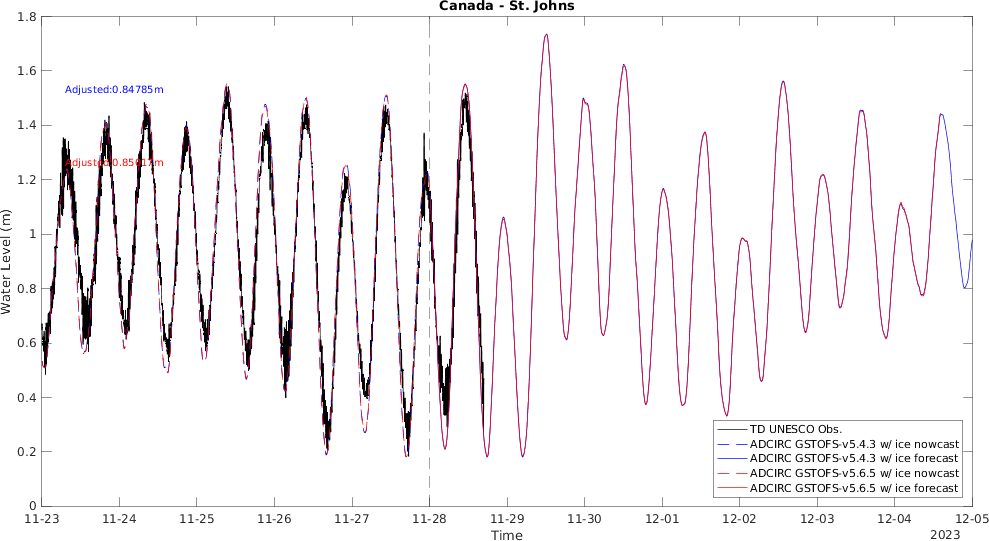 Canada - St. Johns
1.8
1.6
1.4
1.2
1
0.8
0.6
0.4
0.2
0
Water Level (m)
Adjusted:0.84785m
TD UNESCO Obs.
ADCIRC GSTOFS-v5.4.3 w/ ice nowcast
ADCIRC GSTOFS-v5.4.3 w/ ice forecast
ADCIRC GSTOFS-v5.6.5 w/ ice nowcast
ADCIRC GSTOFS-v5.6.5 w/ ice forecast
11-23 11-24 11-25 11-26 11-27 11-28 11-29 11-30 12-01 12-02 12-03 12-04 12-05
Time
2023